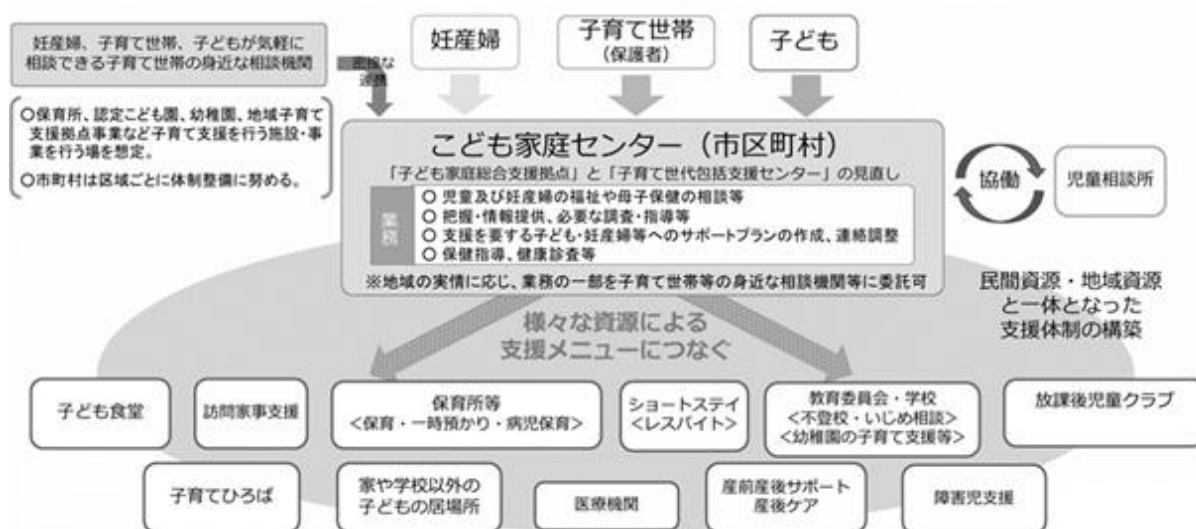 妊産婦、子育て世帯、子どもが気軽に
相談できる子育て世帯の身近な相談機関
○保育所、認定こども園、幼稚園、地域子育て
支援拠点事業など子育て支援を行う施設・事
業を行う場を想定。
○市町村は区域ごとに体制整備に努める。
密接な
連携
妊産婦
子育て世帯
(保護者)
子ども
こども家庭センター（市区町村）
「子ども家庭総合支援拠点」と「子育て世代包括支援センター」の見直し
業務
○ 児童及び妊産婦の福祉や母子保健の相談等
○ 把握・情報提供、必要な調査・指導等
○ 支援を要する子ども・妊産婦等へのサポートプランの作成、連絡調整
○ 保健指導、健康診査等
※地域の実情に応じ、業務の一部を子育て世帯等の身近な相談機関等に委託可
協働
児童相談所
民間資源・地域資源
と一体となった
支援体制の構築
様々な資源による
支援メニューにつなぐ
子ども食堂
訪問家事支援
保育所等
<保育・一時預かり・病児保育>
ショートステイ
<レスパイト>
教育委員会・学校
<不登校・いじめ相談>
<幼稚園の子育て支援等>
放課後児童クラブ
子育てひろば
家や学校以外の
子どもの居場所
医療機関
産前産後サポート
産後ケア
障害児支援